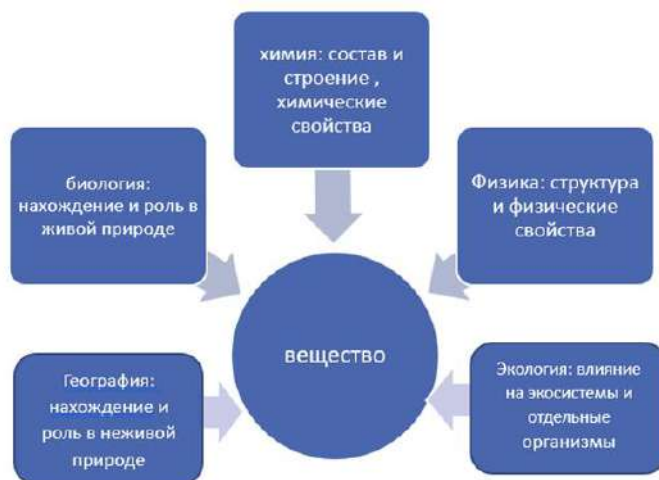 химия: состав и
строение ,
химические
свойства
биология:
нахождение и роль в
живой природе
Физика: структура
и физические
свойства
вещество
География:
нахождение и
роль в неживой
природе
Экология: влияние
на экосистемы и
отдельные
организмы